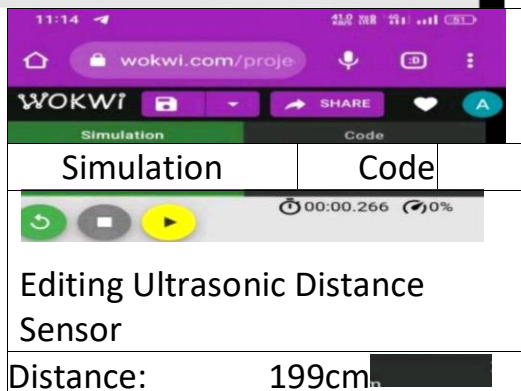 11:14
51
wokwi.com/proje
:D
WOKWI SHARE A
Simulation Code
Simulation Code
00:00.266 0%
Editing Ultrasonic Distance
Sensor
Distance: 199cm